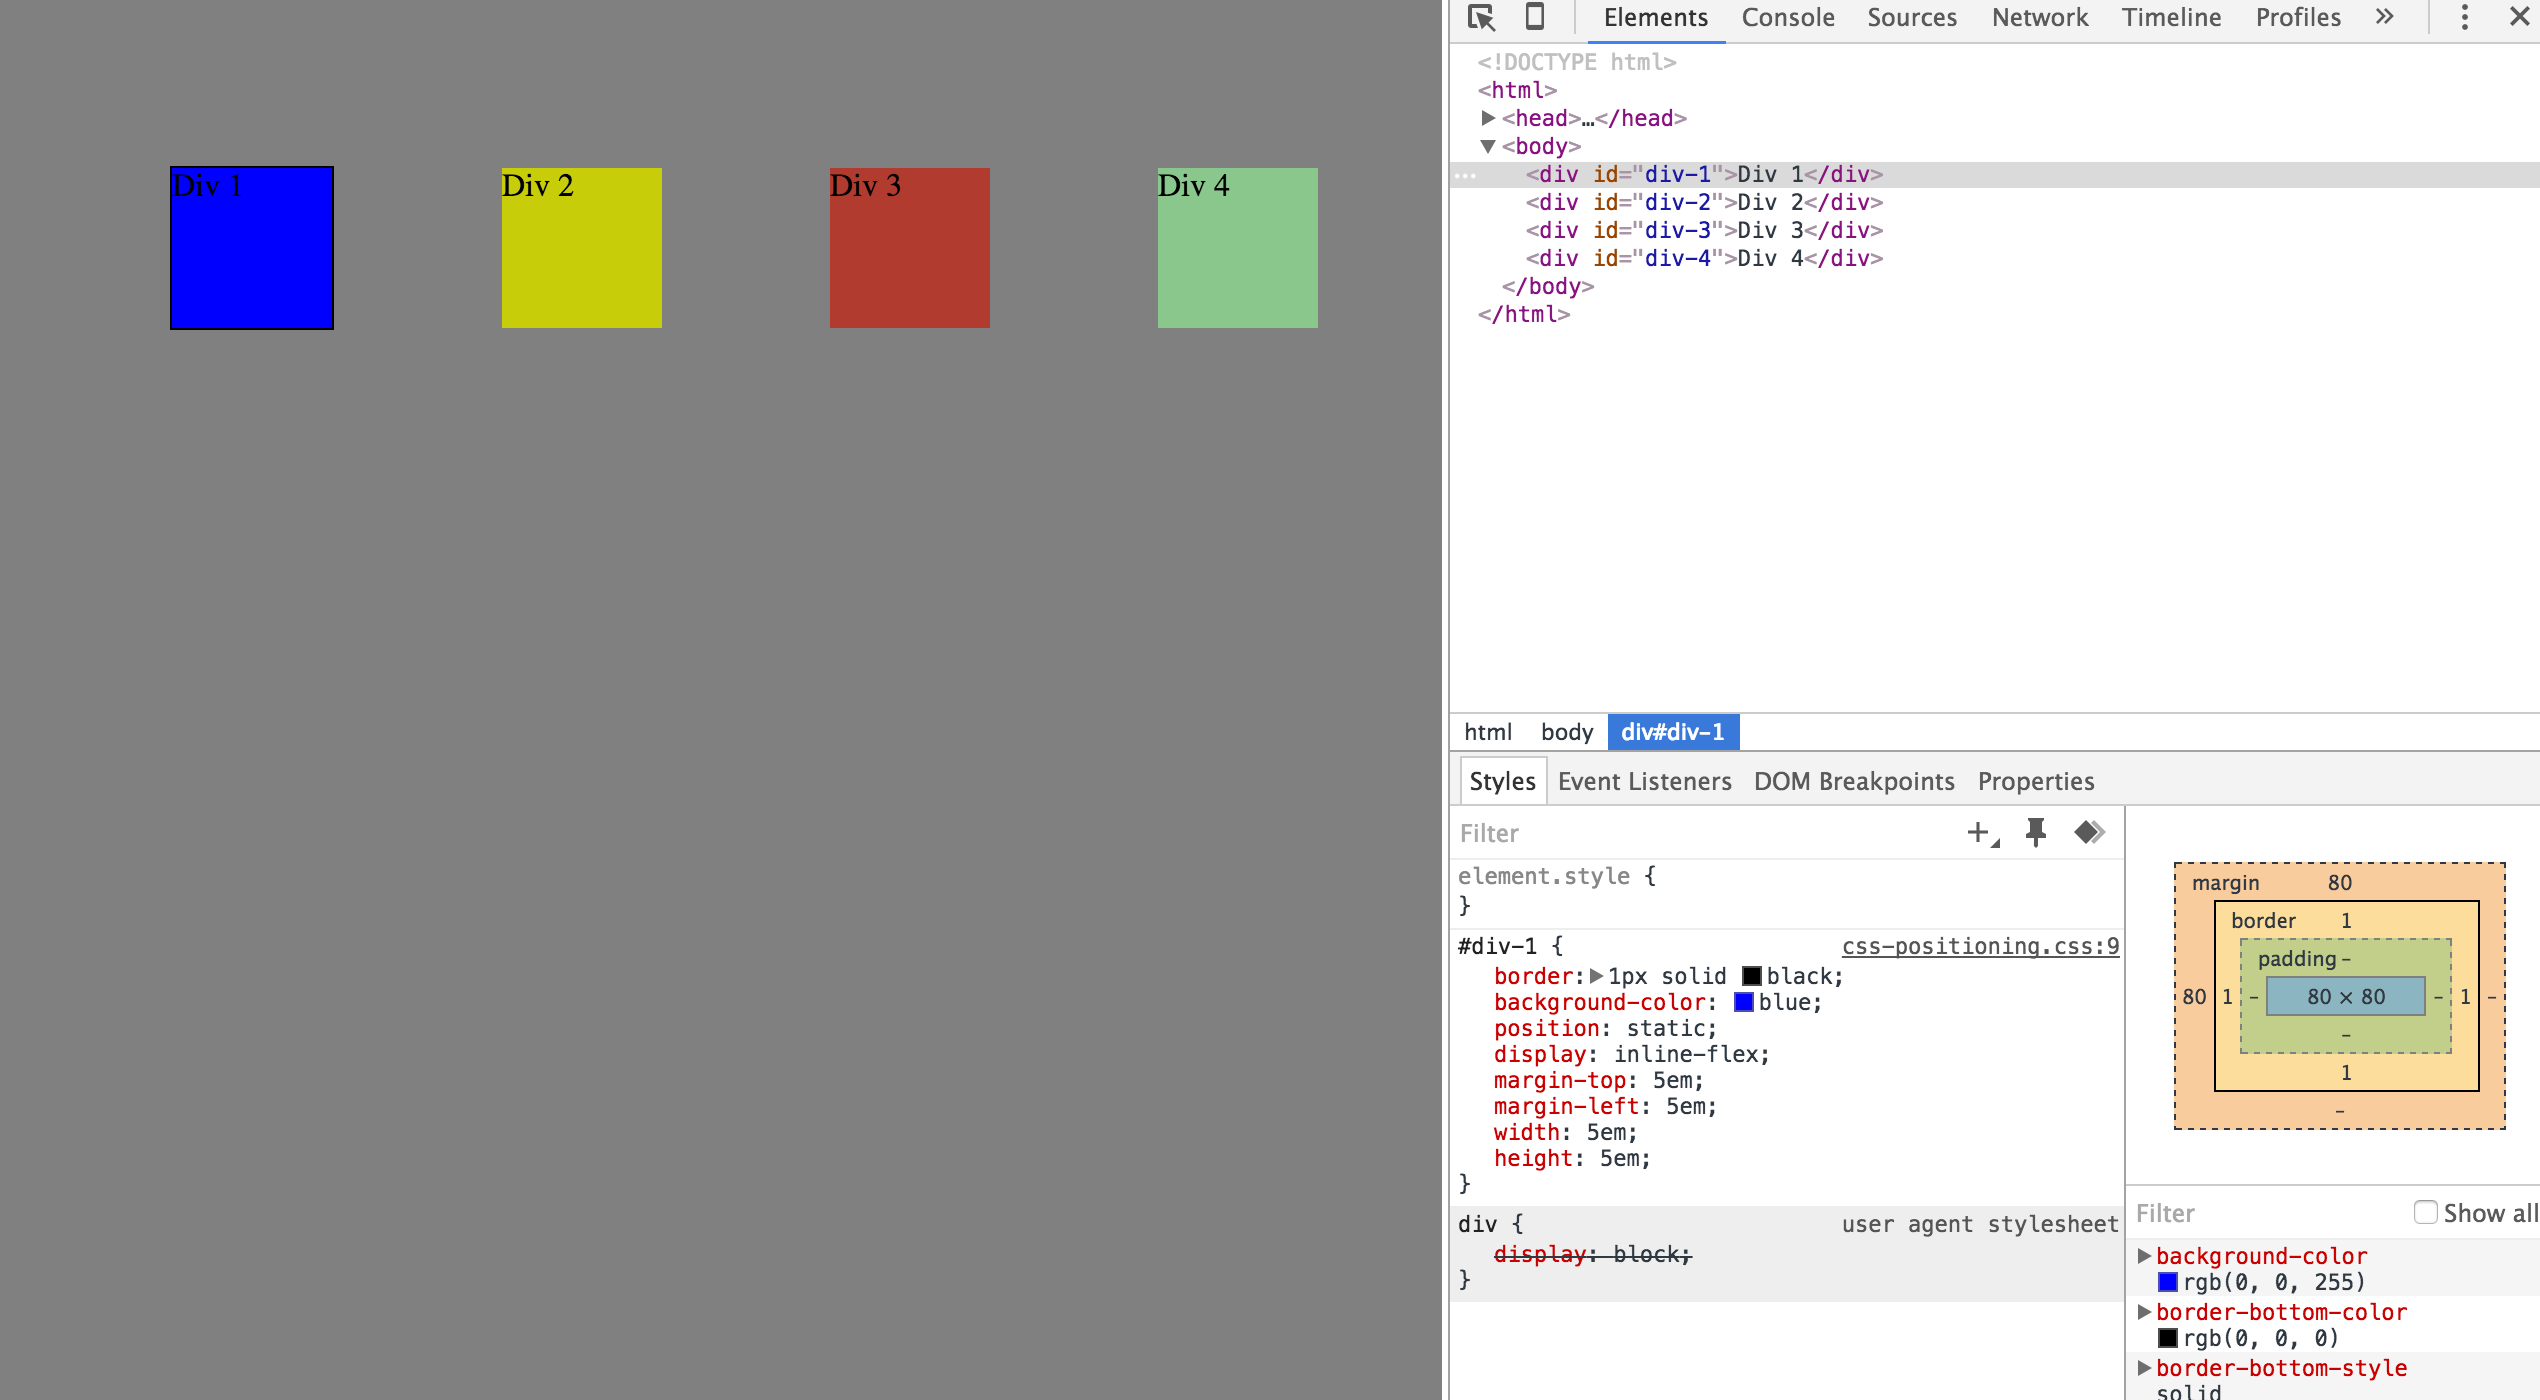 Div 1
Div 2
Div 3
Div 4
Elements Console Sources Network Timeline Profiles »
<!DOCTYPE html>
<html>
▶<head>…</head>
▼<body>
<div id="div-1">Div 1</div>
<div id="div-2">Div 2</div>
<div id="div-3">Div 3</div>
<div id="div-4">Div 4</div>
</body>
</html>
html body div#div-1
Styles Event Listeners DOM Breakpoints Properties
Filter
element.style {
}
#div-1 { css-positioning.css:9
border:▶1px solid black;
background-color: blue;
position: static;
display: inline-flex;
margin-top: 5em;
margin-left: 5em;
width: 5em;
height: 5em;
}
div { user agent stylesheet
display: block;
}
margin 80
border 1
padding -
80 1 - 80 × 80 - 1 -
-
1
-
Filter Show all
▶background-color
rgb(0, 0, 255)
▶border-bottom-color
rgb(0, 0, 0)
▶border-bottom-style
solid